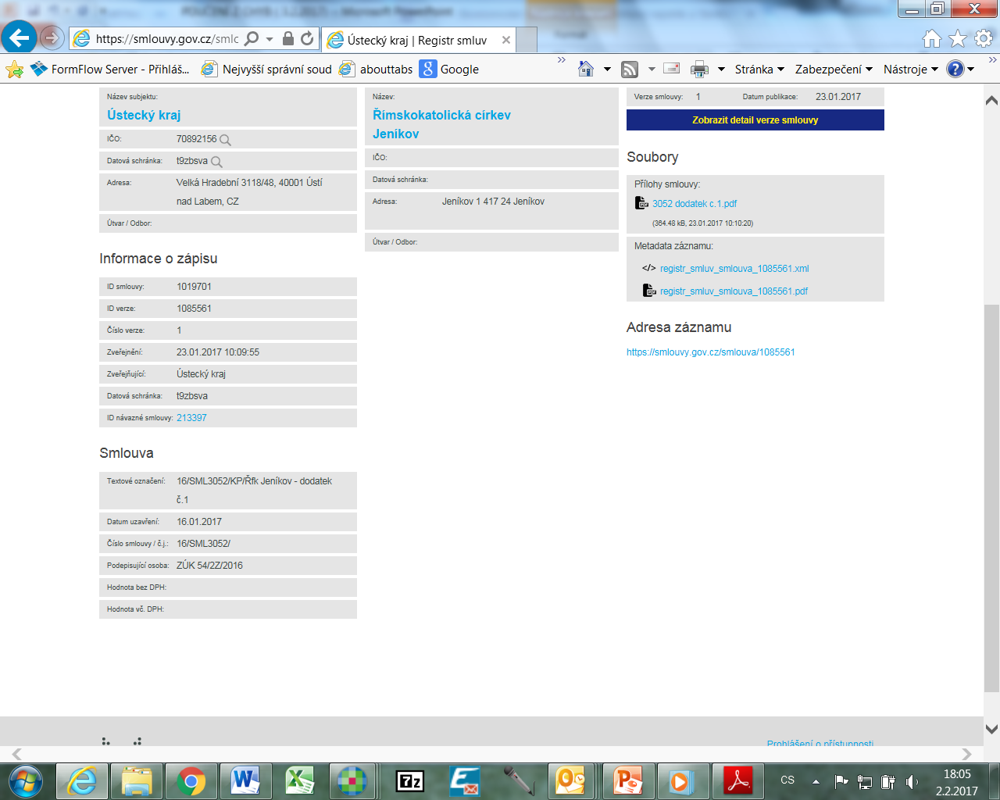 https://smlouvy.gov.cz/smlc
Ústecký kraj | Registr smluv
FormFlow Server - Přihláš...
Nejvyšší správní soud
abouttabs
Google
Stránka
Zabezpečení
Nástroje
Název subjektu:
Ústecký kraj
IČO: 70892156
Datová schránka: t9zbsva
Adresa: Velká Hradební 3118/48, 40001 Ústí
nad Labem, CZ
Útvar / Odbor:
Informace o zápisu
ID smlouvy: 1019701
ID verze: 1085561
Číslo verze: 1
Zveřejnění: 23.01.2017 10:09:55
Zveřejňující: Ústecký kraj
Datová schránka: t9zbsva
ID návazné smlouvy: 213397
Smlouva
Textové označení: 16/SML3052/KP/Řfk Jeníkov - dodatek
č.1
Datum uzavření: 16.01.2017
Číslo smlouvy / č.j.: 16/SML3052/
Podepisující osoba: ZÚK 54/2Z/2016
Hodnota bez DPH:
Hodnota vč. DPH:
Název:
Římskokatolická církev
Jeníkov
IČO:
Datová schránka:
Adresa: Jeníkov 1 417 24 Jeníkov
Útvar / Odbor:
Verze smlouvy: 1 Datum publikace: 23.01.2017
Zobrazit detail verze smlouvy
Soubory
Přílohy smlouvy:
3052 dodatek c.1.pdf
(364.48 kB, 23.01.2017 10:10:20)
Metadata záznamu:
</> registr_smluv_smlouva_1085561.xml
registr_smluv_smlouva_1085561.pdf
Adresa záznamu
https://smlouvy.gov.cz/smlouva/1085561
Prohlášení o přístupnosti
CS
18:05
2.2.2017